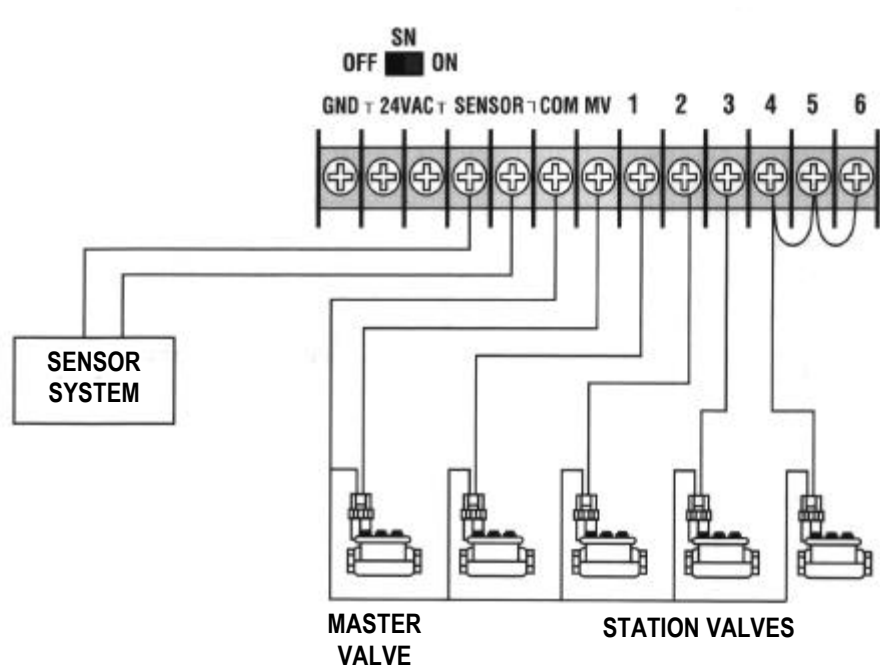 SN
OFF ON
GND 24VAC SENSOR COM MV 1 2 3 4 5 6
SENSOR
SYSTEM
MASTER
VALVE
STATION VALVES